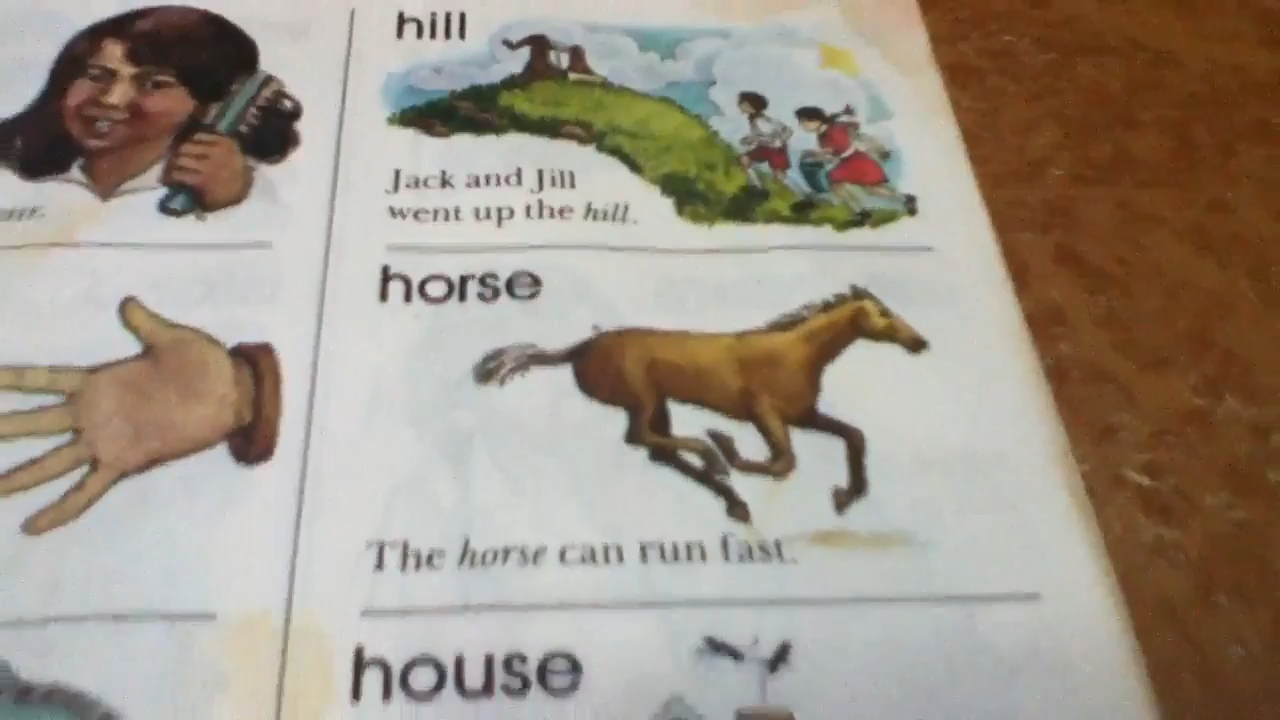 hill
Jack and Jill
went up the hill.
horse
The horse can run fast.
house